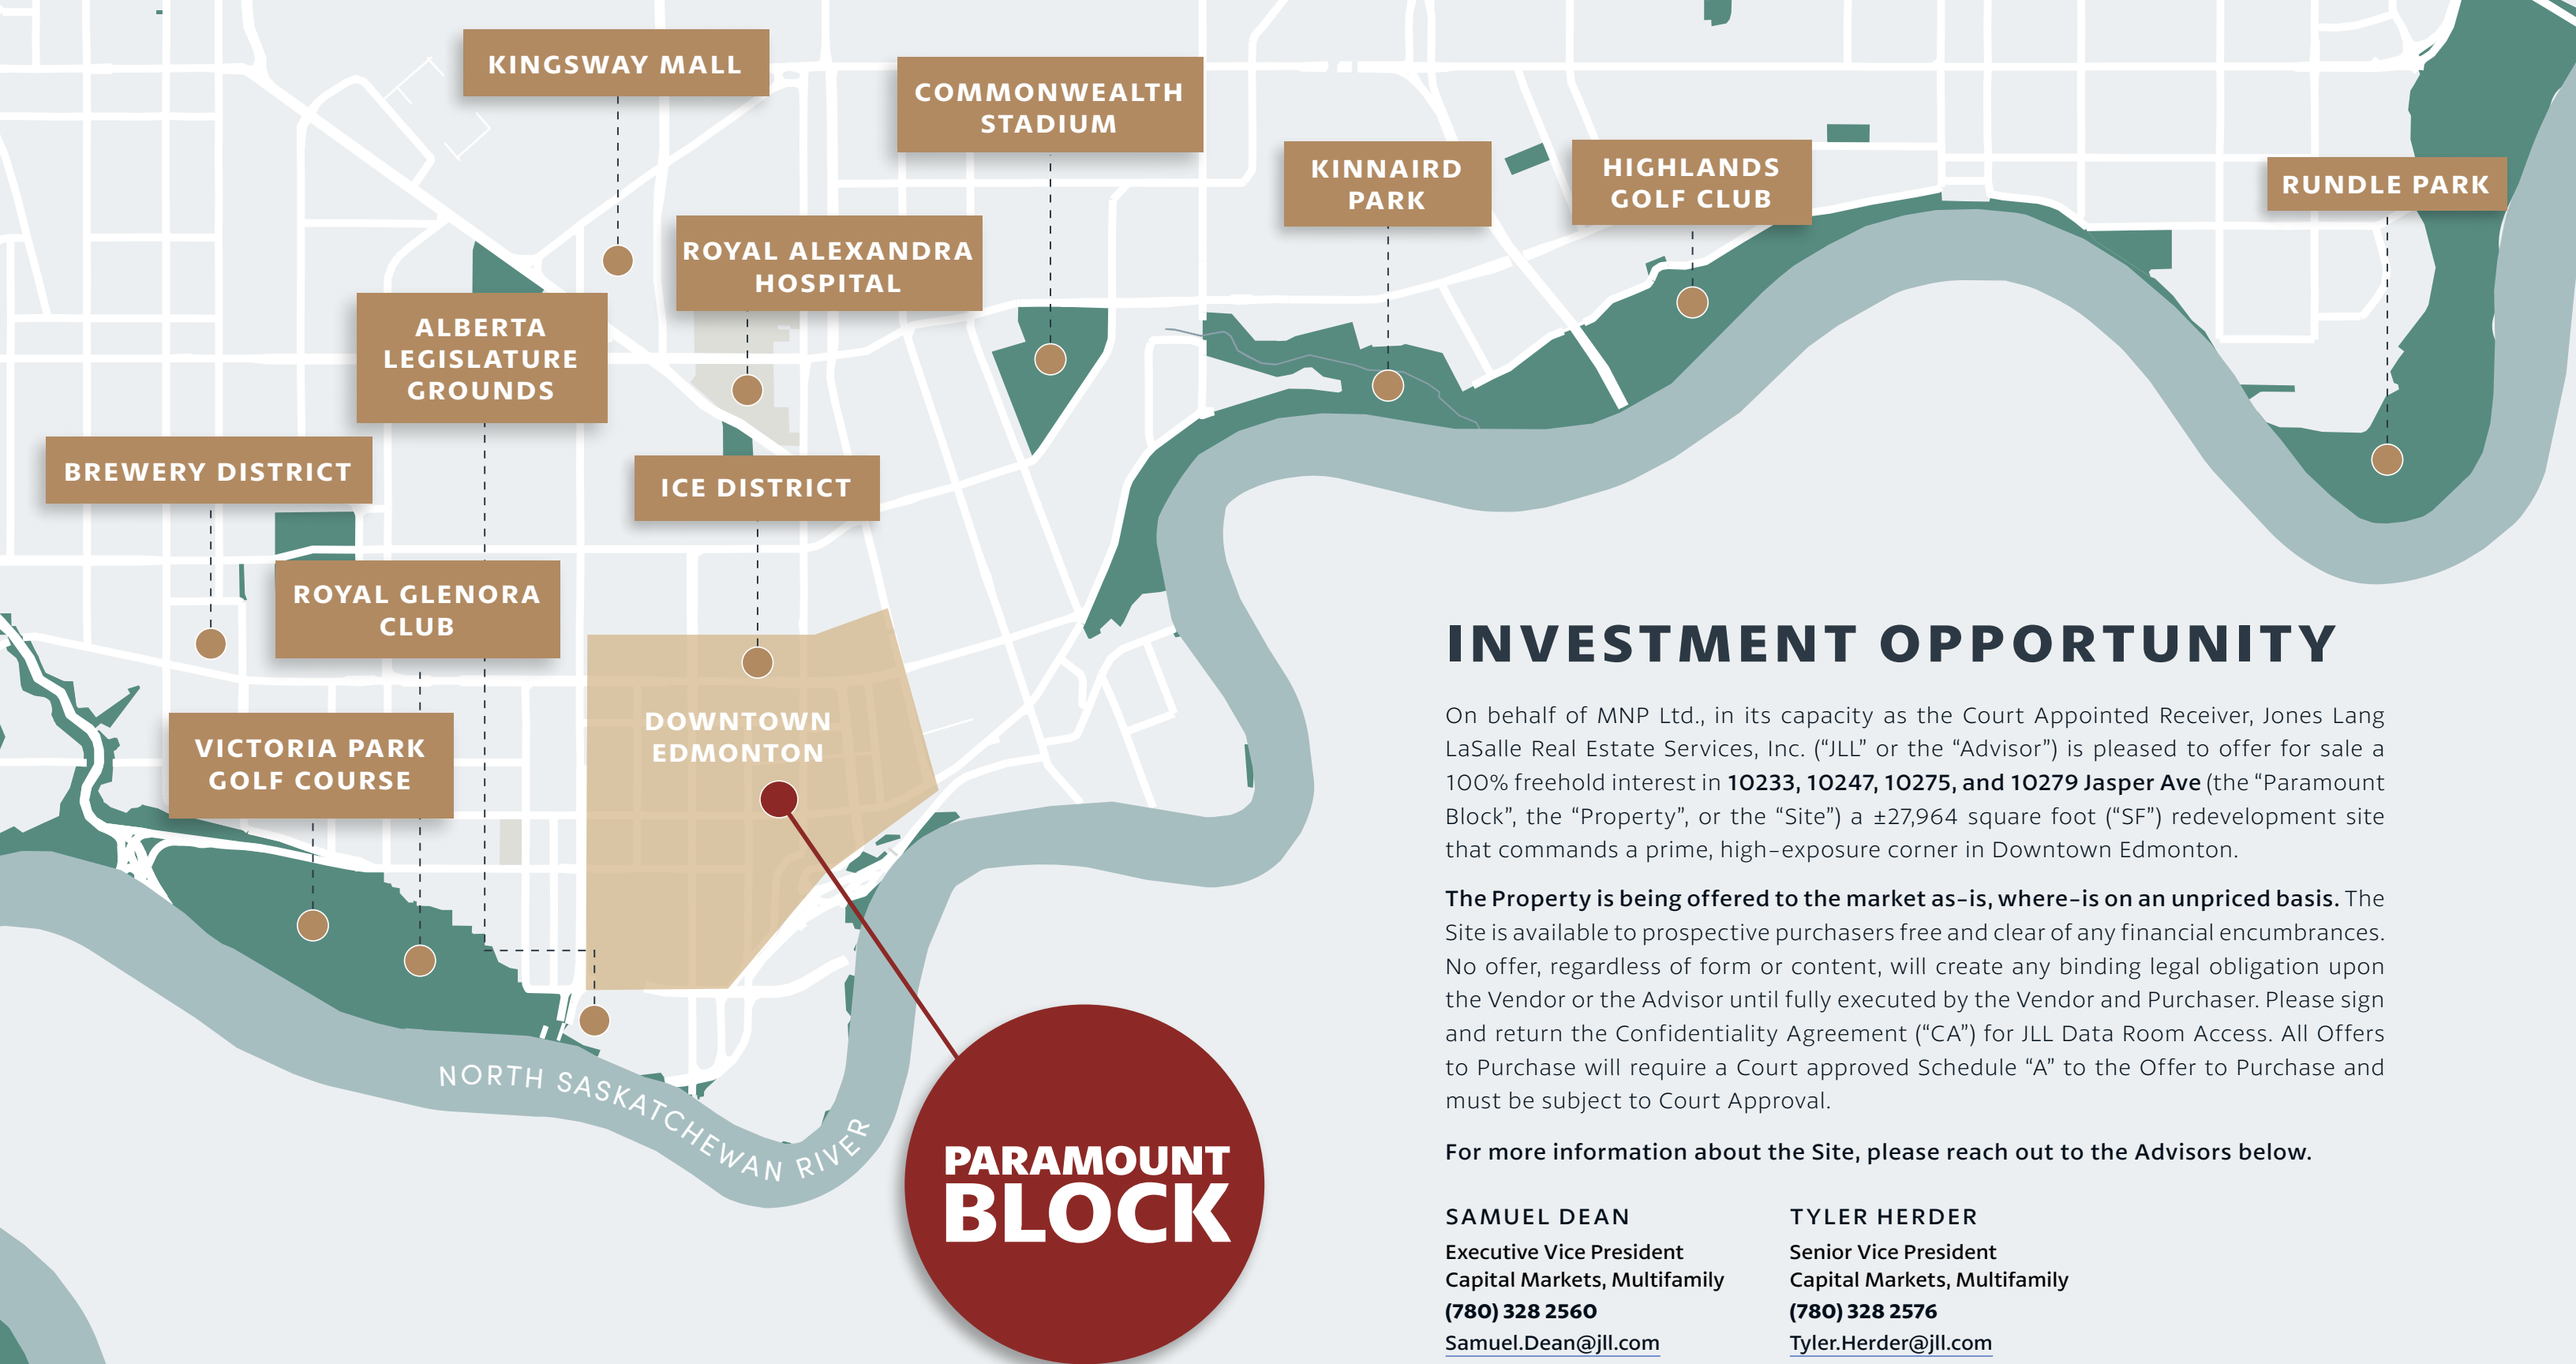 KINGSWAY MALL
COMMONWEALTH
STADIUM
KINNAIRD
PARK
HIGHLANDS
GOLF CLUB
RUNDLE PARK
ROYAL ALEXANDRA
HOSPITAL
ALBERTA
LEGISLATURE
GROUNDS
BREWERY DISTRICT
ICE DISTRICT
ROYAL GLENORA
CLUB
VICTORIA PARK
GOLF COURSE
DOWNTOWN
EDMONTON
NORTH SASKATCHEWAN RIVER
PARAMOUNT
BLOCK
INVESTMENT OPPORTUNITY
On behalf of MNP Ltd., in its capacity as the Court Appointed Receiver, Jones Lang
LaSalle Real Estate Services, Inc. (“JLL” or the “Advisor”) is pleased to offer for sale a
100% freehold interest in 10233, 10247, 10275, and 10279 Jasper Ave (the “Paramount
Block”, the “Property”, or the “Site”) a ±27,964 square foot (“SF”) redevelopment site
that commands a prime, high-exposure corner in Downtown Edmonton.
The Property is being offered to the market as-is, where-is on an unpriced basis. The
Site is available to prospective purchasers free and clear of any financial encumbrances.
No offer, regardless of form or content, will create any binding legal obligation upon
the Vendor or the Advisor until fully executed by the Vendor and Purchaser. Please sign
and return the Confidentiality Agreement (“CA”) for JLL Data Room Access. All Offers
to Purchase will require a Court approved Schedule “A” to the Offer to Purchase and
must be subject to Court Approval.
For more information about the Site, please reach out to the Advisors below.
SAMUEL DEAN
Executive Vice President
Capital Markets, Multifamily
(780) 328 2560
Samuel.Dean@jll.com
TYLER HERDER
Senior Vice President
Capital Markets, Multifamily
(780) 328 2576
Tyler.Herder@jll.com